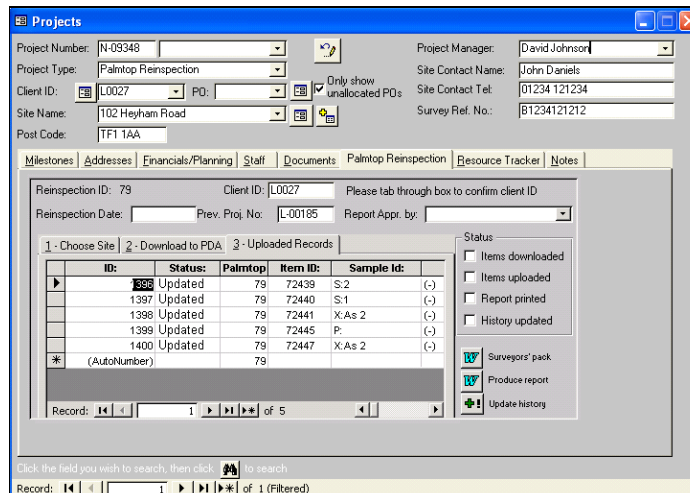 Projects
Project Number: N-09348 Project Manager: David Johnson
Project Type: Palmtop Reinspection Site Contact Name: John Daniels
Client ID: L0027 PO: Only show unallocated POs Site Contact Tel: 01234 121234
Site Name: 102 Heyham Road Survey Ref. No.: B1234121212
Post Code: TF1 1AA
Milestones Addresses Financials/Planning Staff Documents Palmtop Reinspection Resource Tracker Notes
Reinspection ID: 79 Client ID: L0027 Please tab through box to confirm client ID
Reinspection Date: Prev. Proj. No: L-00185 Report Appr. by:
1 - Choose Site 2 - Download to PDA 3 - Uploaded Records Status
ID: Status: Palmtop Item ID: Sample Id: Items downloaded
1396 Updated 79 72439 S:2 (-) Items uploaded
1397 Updated 79 72440 S:1 (-)
1398 Updated 79 72441 X:As 2 (-) Report printed
1399 Updated 79 72445 P: (-) History updated
1400 Updated 79 72447 X:As 2 (-)
(AutoNumber) 79 Surveyors' pack
Produce report
Record: 1 of 5 Update history
Click the field you wish to search, then click to search
Record: 1 of 1 (Filtered)